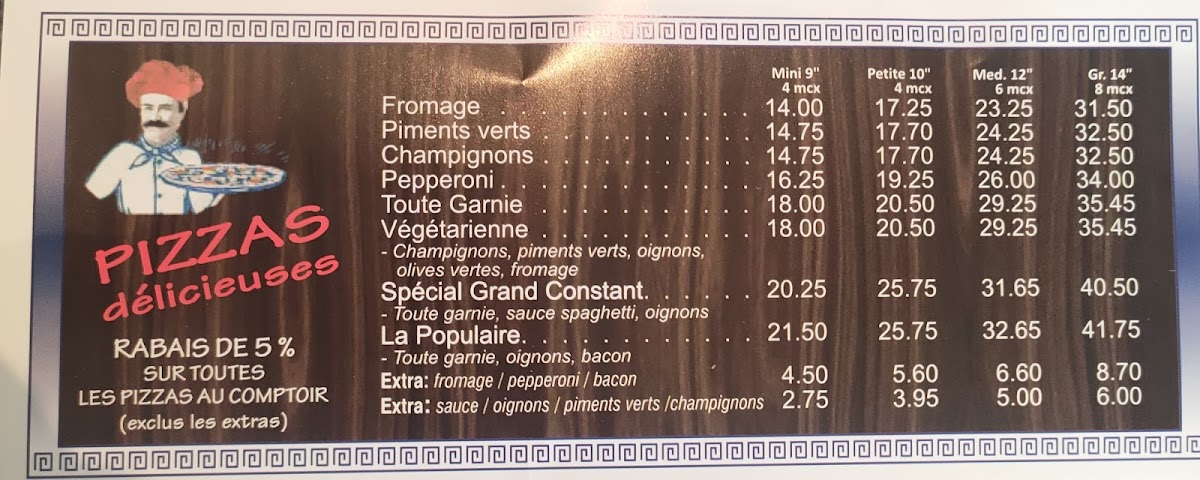 PIZZAS
délicieuses
RABAIS DE 5 %
SUR TOUTES
LES PIZZAS AU COMPTOIR
(exclus les extras)
Mini 9" Petite 10" Med. 12" Gr. 14"
4 mcx 4 mcx 6 mcx 8 mcx
Fromage . . . . . . . . . . 14.00 17.25 23.25 31.50
Piments verts . . . . . . . . 14.75 17.70 24.25 32.50
Champignons . . . . . . . . 14.75 17.70 24.25 32.50
Pepperoni . . . . . . . . . . 16.25 19.25 26.00 34.00
Toute Garnie . . . . . . . . 18.00 20.50 29.25 35.45
Végétarienne . . . . . . . . 18.00 20.50 29.25 35.45
- Champignons, piments verts, oignons,
olives vertes, fromage
Spécial Grand Constant. . . . . 20.25 25.75 31.65 40.50
- Toute garnie, sauce spaghetti, oignons
La Populaire. . . . . . . . . 21.50 25.75 32.65 41.75
- Toute garnie, oignons, bacon
Extra: fromage / pepperoni / bacon 4.50 5.60 6.60 8.70
Extra: sauce / oignons / piments verts /champignons 2.75 3.95 5.00 6.00